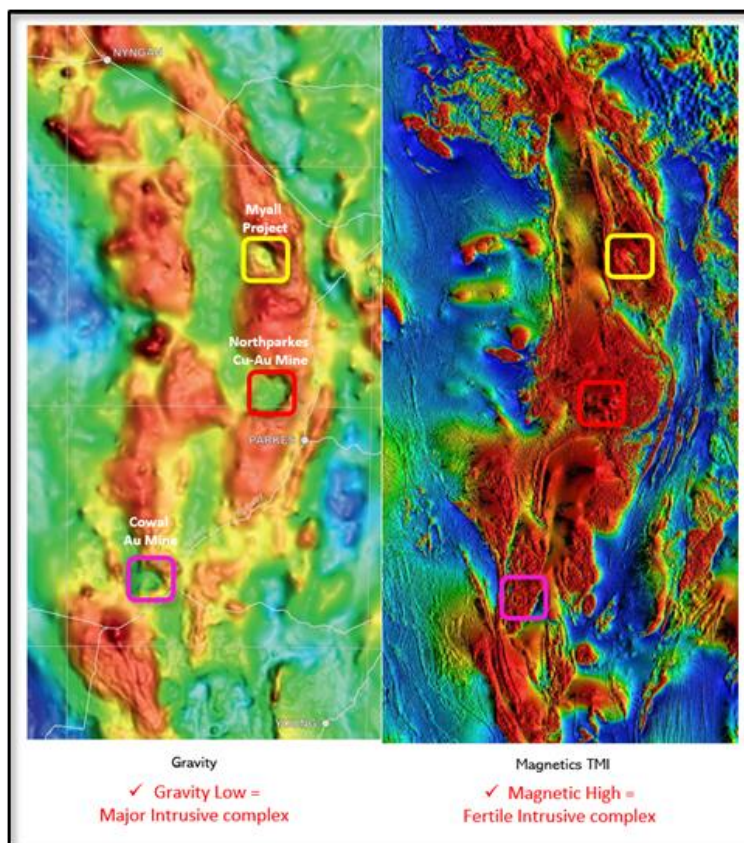 NYNGAN
Myall
Project
Northparkes
Cu-Au Mine
PARKES
Cowal
Au Mine
YOUNG
Gravity
✓ Gravity Low =
Major Intrusive complex
Magnetics TMI
✓ Magnetic High =
Fertile Intrusive complex